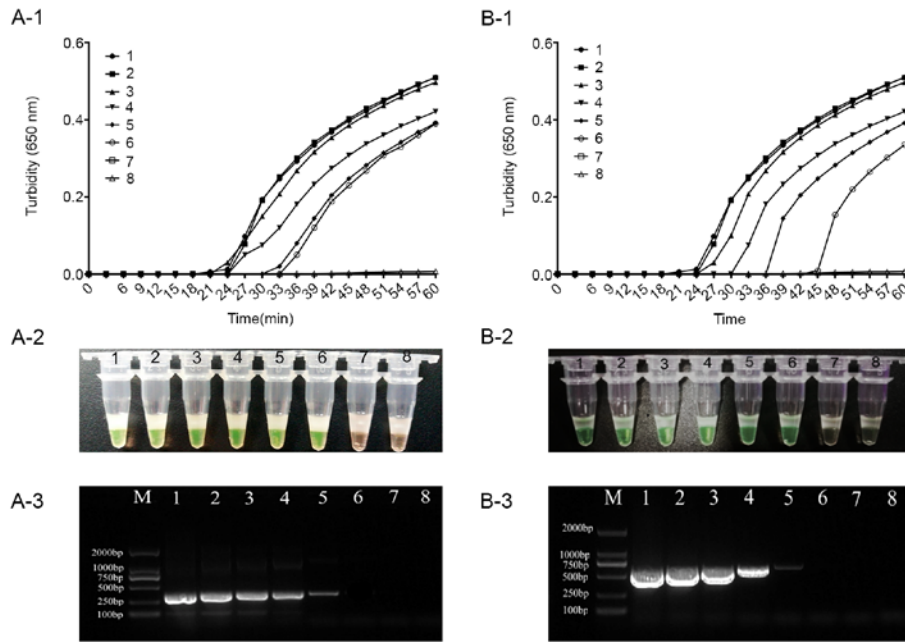 A-1
B-1
0.6
0.4
0.2
0.0
Turbidity (650 nm)
1
2
3
4
5
6
7
8
0 3 6 9 12 15 18 21 24 27 30 33 36 39 42 45 48 51 54 57 60
Time(min)
0.6
0.4
0.2
0.0
Turbidity (650 nm)
1
2
3
4
5
6
7
8
0 3 6 9 12 15 18 21 24 27 30 33 36 39 42 45 48 51 54 57 60
Time
A-2
1 2 3 4 5 6 7 8
B-2
1 2 3 4 5 6 7 8
A-3
M 1 2 3 4 5 6 7 8
2000bp
1000bp
750bp
500bp
250bp
100bp
B-3
M 1 2 3 4 5 6 7 8
2000bp
1000bp
750bp
500bp
250bp
100bp